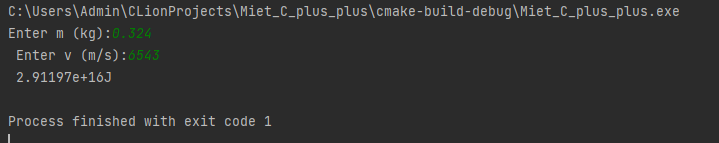 C:\Users\Admin\CLionProjects\Miet_C_plus_plus\cmake-build-debug\Miet_C_plus_plus.exe
Enter m (kg):0.324
Enter v (m/s):6543
2.91197e+16J
Process finished with exit code 1